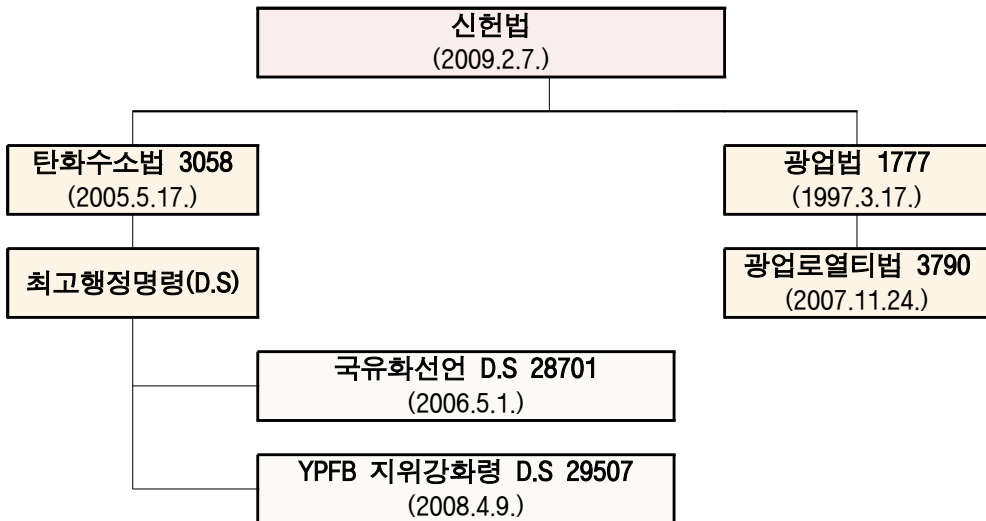 신헌법
(2009.2.7.)
탄화수소법 3058
(2005.5.17.)
광업법 1777
(1997.3.17.)
최고행정명령(D.S)
광업로열티법 3790
(2007.11.24.)
국유화선언 D.S 28701
(2006.5.1.)
YPFB 지위강화령 D.S 29507
(2008.4.9.)